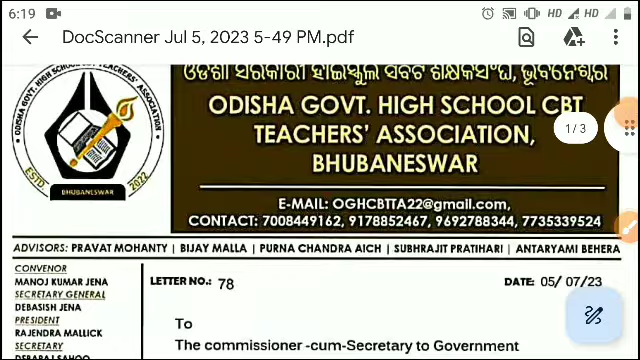 6:19
HD HD
DocScanner Jul 5, 2023 5-49 PM.pdf
ଓଡିଶା ସରକାରୀ ହାଇସ୍କୁଲ ସିବିଟି ଶିକ୍ଷକସଂଘ, ଭୁବନେଶ୍ୱର
ODISHA GOVT. HIGH SCHOOL CBT
TEACHERS' ASSOCIATION,
BHUBANESWAR
1/3
ODISHA GOVT. HIGH SCHOOL CBT TEACHERS' ASSOCIATION
ESTD. 2022
BHUBANESWAR
E-MAIL: OGHCBTTA22@gmail.com,
CONTACT: 7008449162, 9178852467, 9692788344, 7735339524
ADVISORS: PRAVAT MOHANTY | BIJAY MALLA | PURNA CHANDRA AICH | SUBHRAJIT PRATIHARI | ANTARYAMI BEHERA
CONVENOR
MANOJ KUMAR JENA
SECRETARY GENERAL
DEBASISH JENA
PRESIDENT
RAJENDRA MALLICK
SECRETARY
DEBARAJ SAHOO
LETTER NO.: 78
DATE: 05/ 07/23
To
The commissioner -cum-Secretary to Government